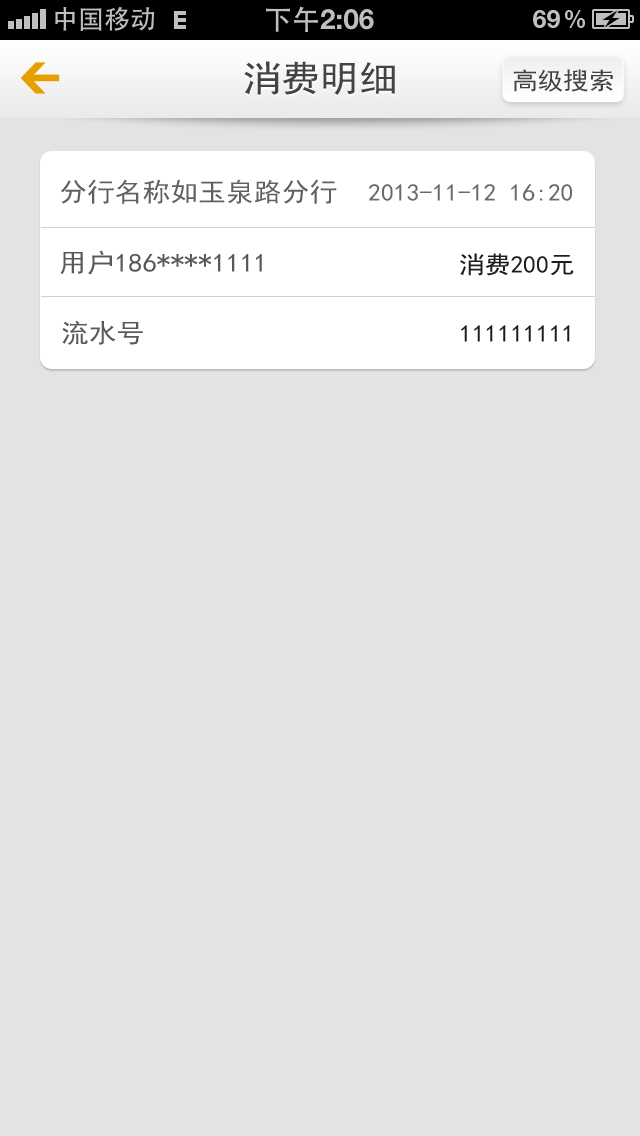 中国移动 E 下午2:06 69%
消费明细 高级搜索
分行名称如玉泉路分行 2013-11-12 16:20
用户186****1111 消费200元
流水号 111111111